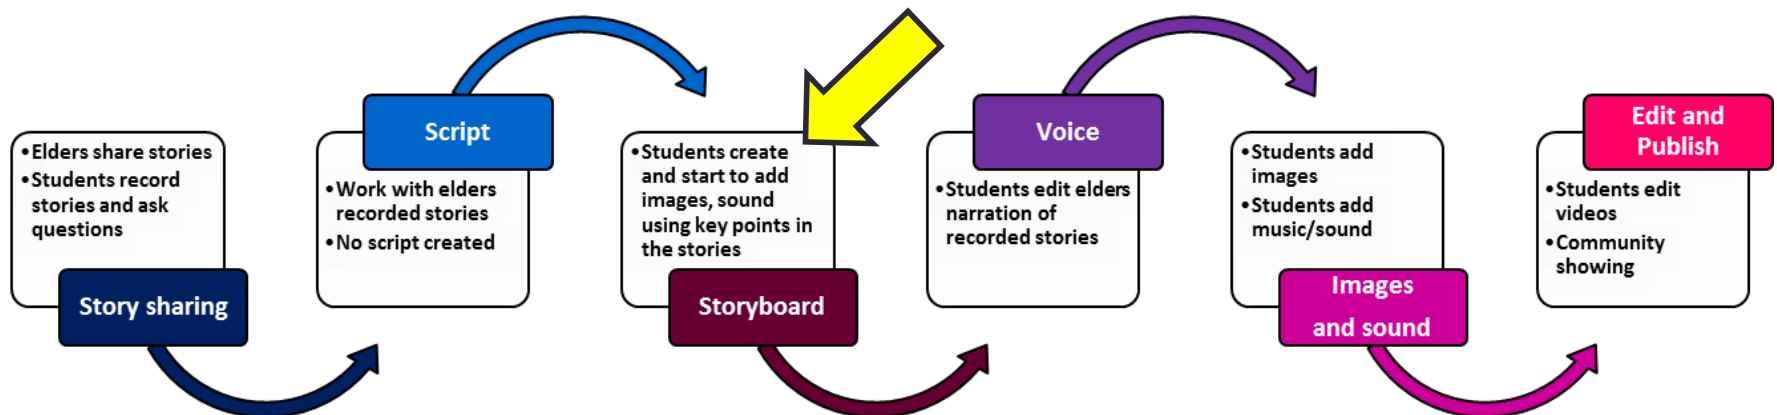 •Elders share stories
•Students record
stories and ask
questions
Story sharing
Script
•Work with elders
recorded stories
•No script created
•Students create
and start to add
images, sound
using key points in
the stories
Storyboard
Voice
•Students edit elders
narration of
recorded stories
•Students add
images
•Students add
music/sound
Images
and sound
Edit and
Publish
•Students edit
videos
•Community
showing